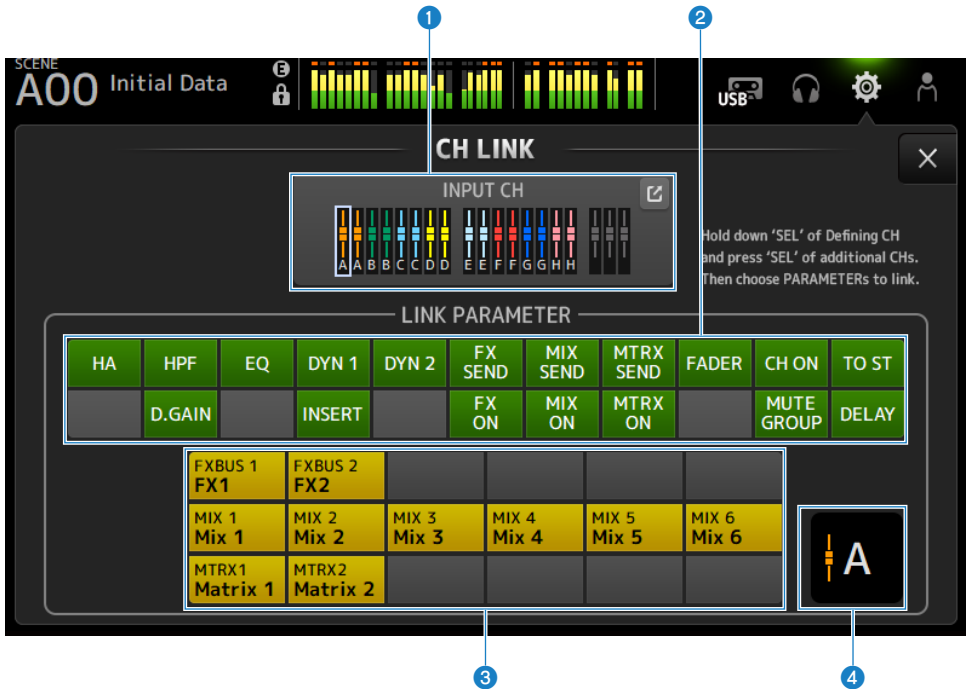 1
2
SCENE
A00 Initial Data
E
USB
CH LINK
INPUT CH
A A B B C C D D E E F F G G H H
Hold down ‘SEL’ of Defining CH
and press ‘SEL’ of additional CHs.
Then choose PARAMETERs to link.
LINK PARAMETER
HA
HPF
EQ
DYN 1
DYN 2
FX
SEND
MIX
SEND
MTRX
SEND
FADER
CH ON
TO ST
D.GAIN
INSERT
FX
ON
MIX
ON
MTRX
ON
MUTE
GROUP
DELAY
FXBUS 1
FX1
FXBUS 2
FX2
MIX 1
Mix 1
MIX 2
Mix 2
MIX 3
Mix 3
MIX 4
Mix 4
MIX 5
Mix 5
MIX 6
Mix 6
MTRX1
Matrix 1
MTRX2
Matrix 2
A
3
4